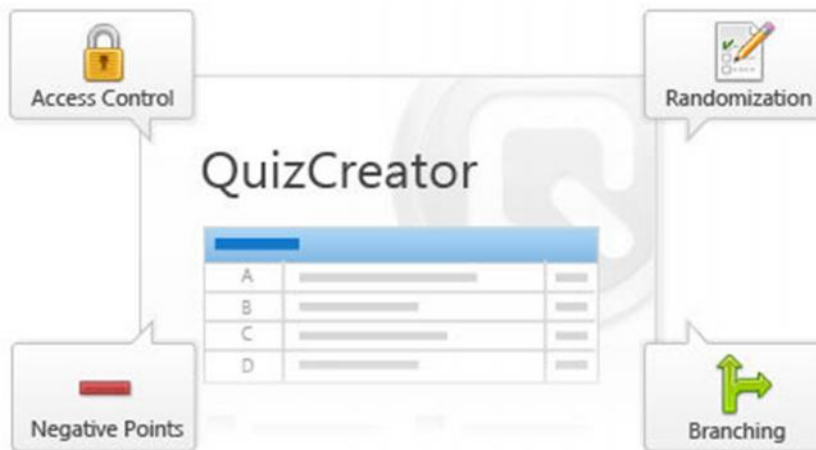 Access Control
Randomization
QuizCreator
A
B
C
D
Negative Points
Branching